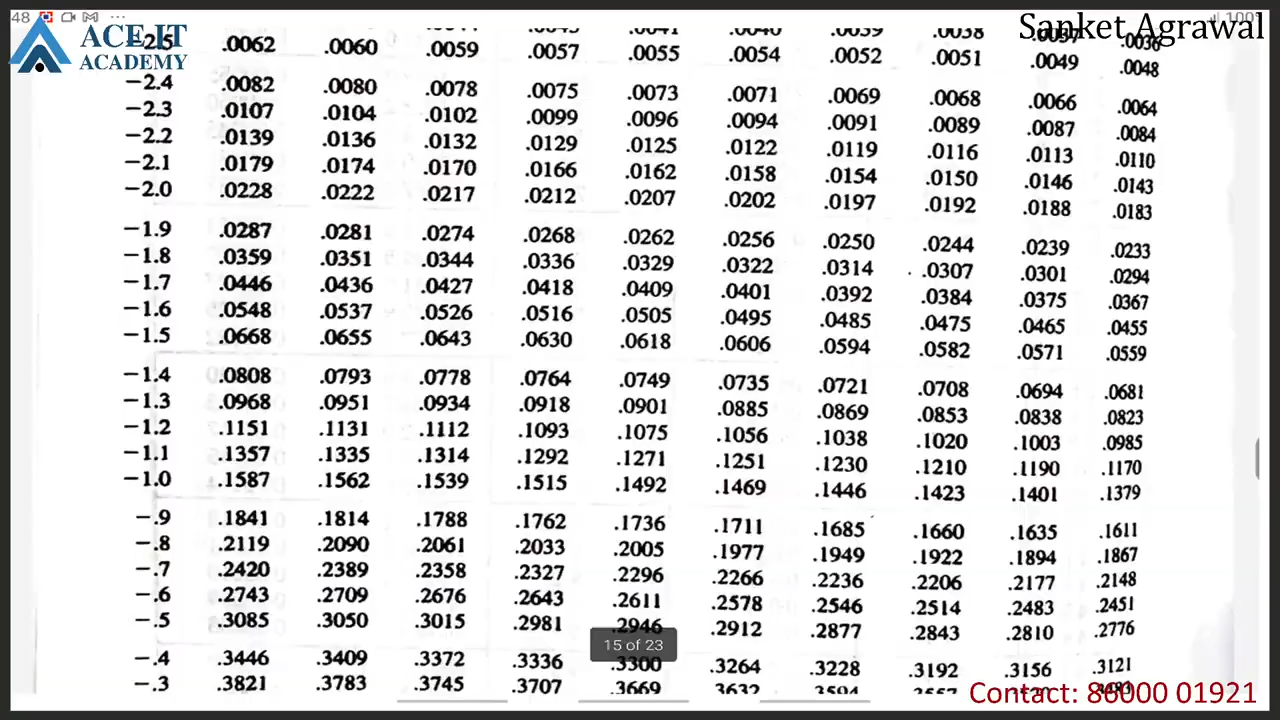 48
100%
ACE IT
ACADEMY
Sanket Agrawal
−2.5 .0062 .0060 .0059 .0057 .0055 .0054 .0052 .0051 .0049 .0048
−2.4 .0082 .0080 .0078 .0075 .0073 .0071 .0069 .0068 .0066 .0064
−2.3 .0107 .0104 .0102 .0099 .0096 .0094 .0091 .0089 .0087 .0084
−2.2 .0139 .0136 .0132 .0129 .0125 .0122 .0119 .0116 .0113 .0110
−2.1 .0179 .0174 .0170 .0166 .0162 .0158 .0154 .0150 .0146 .0143
−2.0 .0228 .0222 .0217 .0212 .0207 .0202 .0197 .0192 .0188 .0183
−1.9 .0287 .0281 .0274 .0268 .0262 .0256 .0250 .0244 .0239 .0233
−1.8 .0359 .0351 .0344 .0336 .0329 .0322 .0314 .0307 .0301 .0294
−1.7 .0446 .0436 .0427 .0418 .0409 .0401 .0392 .0384 .0375 .0367
−1.6 .0548 .0537 .0526 .0516 .0505 .0495 .0485 .0475 .0465 .0455
−1.5 .0668 .0655 .0643 .0630 .0618 .0606 .0594 .0582 .0571 .0559
−1.4 .0808 .0793 .0778 .0764 .0749 .0735 .0721 .0708 .0694 .0681
−1.3 .0968 .0951 .0934 .0918 .0901 .0885 .0869 .0853 .0838 .0823
−1.2 .1151 .1131 .1112 .1093 .1075 .1056 .1038 .1020 .1003 .0985
−1.1 .1357 .1335 .1314 .1292 .1271 .1251 .1230 .1210 .1190 .1170
−1.0 .1587 .1562 .1539 .1515 .1492 .1469 .1446 .1423 .1401 .1379
−.9 .1841 .1814 .1788 .1762 .1736 .1711 .1685 .1660 .1635 .1611
−.8 .2119 .2090 .2061 .2033 .2005 .1977 .1949 .1922 .1894 .1867
−.7 .2420 .2389 .2358 .2327 .2296 .2266 .2236 .2206 .2177 .2148
−.6 .2743 .2709 .2676 .2643 .2611 .2578 .2546 .2514 .2483 .2451
−.5 .3085 .3050 .3015 .2981 .2946 .2912 .2877 .2843 .2810 .2776
15 of 23
−.4 .3446 .3409 .3372 .3336 .3300 .3264 .3228 .3192 .3156 .3121
−.3 .3821 .3783 .3745 .3707 .3669 .3632 .3594
Contact: 86000 01921